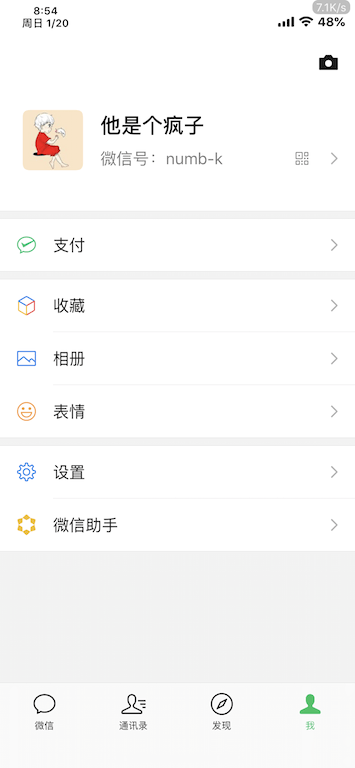 7.1K/s
8:54
周日 1/20
48%
他是个疯子
微信号：numb-k
支付
收藏
相册
表情
设置
微信助手
微信
通讯录
发现
我